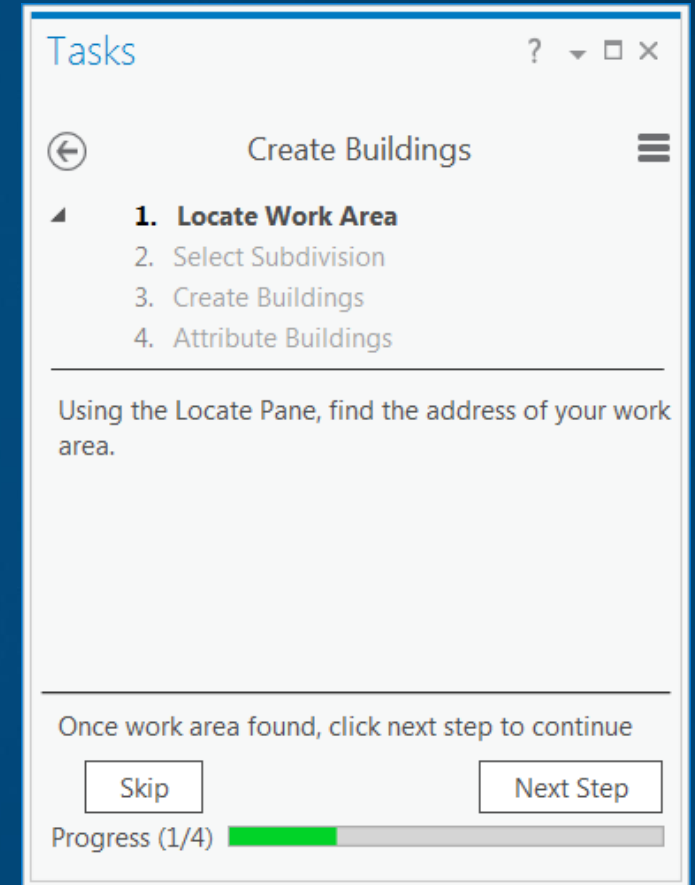 Tasks ?
Create Buildings
1. Locate Work Area
2. Select Subdivision
3. Create Buildings
4. Attribute Buildings
Using the Locate Pane, find the address of your work
area.
Once work area found, click next step to continue
Skip Next Step
Progress (1/4)